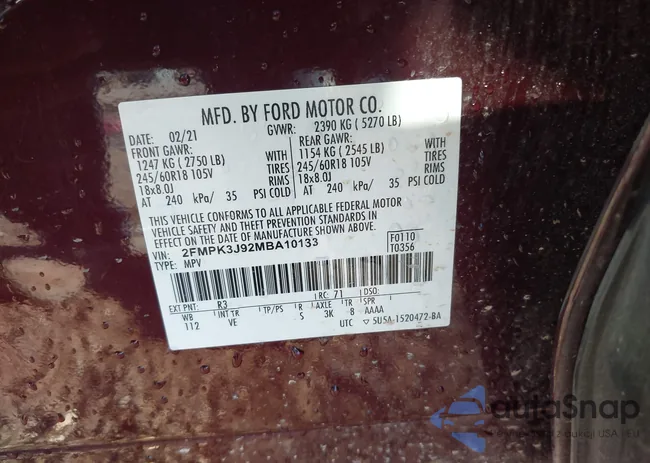 MFD. BY FORD MOTOR CO.
DATE: 02/21 GVWR: 2390 KG ( 5270 LB)
FRONT GAWR: REAR GAWR:
1247 KG ( 2750 LB) WITH 1154 KG ( 2545 LB) WITH
245/60R18 105V TIRES 245/60R18 105V TIRES
18x8.0J RIMS 18x8.0J RIMS
AT 240 kPa/ 35 PSI COLD AT 240 kPa/ 35 PSI COLD
THIS VEHICLE CONFORMS TO ALL APPLICABLE FEDERAL MOTOR
VEHICLE SAFETY AND THEFT PREVENTION STANDARDS IN
EFFECT ON THE DATE OF MANUFACTURE SHOWN ABOVE.
VIN: 2FMPK3J92MBA10133 F0110
TYPE: MPV T0356
EXT PNT: R3 RC: 71 DSO:
WB INT TR TP/PS R AXLE TR SPR
112 VE S 3K 8 AAAA
UTC ▽ 5U5A-1520472-BA
autoSnap